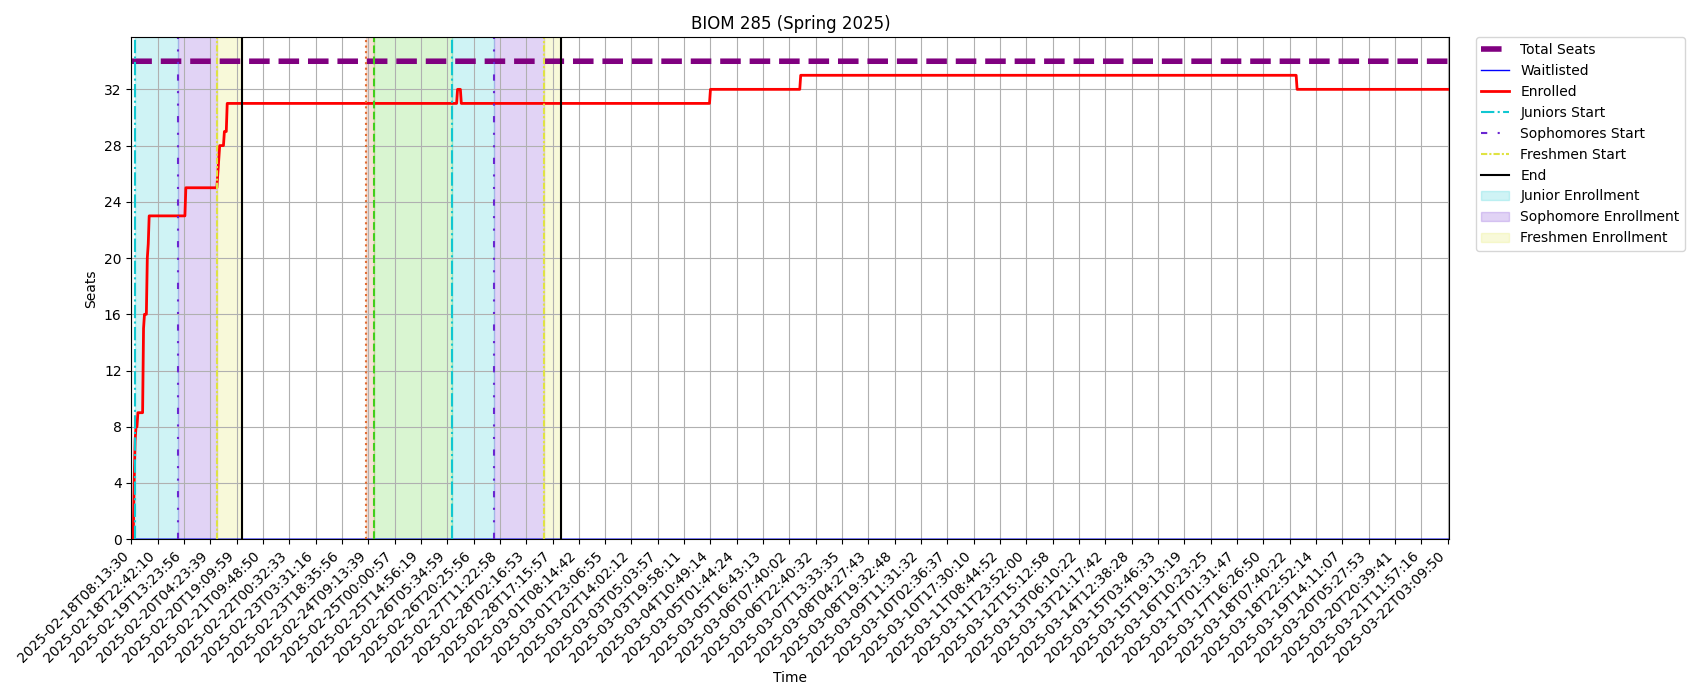 BIOM 285 (Spring 2025)
Total Seats
Waitlisted
Enrolled
Juniors Start
Sophomores Start
Freshmen Start
End
Junior Enrollment
Sophomore Enrollment
Freshmen Enrollment
Seats
32
28
24
20
16
12
8
4
0
2025-02-18T08:13:30
2025-02-18T22:42:10
2025-02-19T13:23:56
2025-02-20T04:23:39
2025-02-20T19:09:59
2025-02-21T09:48:50
2025-02-22T00:32:33
2025-02-23T03:31:16
2025-02-23T18:35:56
2025-02-24T09:13:39
2025-02-25T00:00:57
2025-02-25T14:56:19
2025-02-26T05:34:59
2025-02-26T20:25:56
2025-02-27T11:22:58
2025-02-28T02:16:53
2025-02-28T17:15:57
2025-03-01T08:14:42
2025-03-01T23:06:55
2025-03-02T14:02:12
2025-03-03T05:03:57
2025-03-03T19:58:11
2025-03-04T10:49:14
2025-03-05T01:44:24
2025-03-05T16:43:13
2025-03-06T07:40:02
2025-03-06T22:40:32
2025-03-07T13:33:35
2025-03-08T04:27:43
2025-03-08T19:32:48
2025-03-09T11:31:32
2025-03-10T02:36:37
2025-03-10T17:30:10
2025-03-11T08:44:52
2025-03-11T23:52:00
2025-03-12T15:12:58
2025-03-13T06:10:22
2025-03-13T21:17:42
2025-03-14T12:38:28
2025-03-15T03:46:33
2025-03-15T19:13:19
2025-03-16T10:23:25
2025-03-17T01:31:47
2025-03-17T16:26:50
2025-03-18T07:40:22
2025-03-18T22:52:14
2025-03-19T14:11:07
2025-03-20T05:27:53
2025-03-20T20:39:41
2025-03-21T11:57:16
2025-03-22T03:09:50
Time